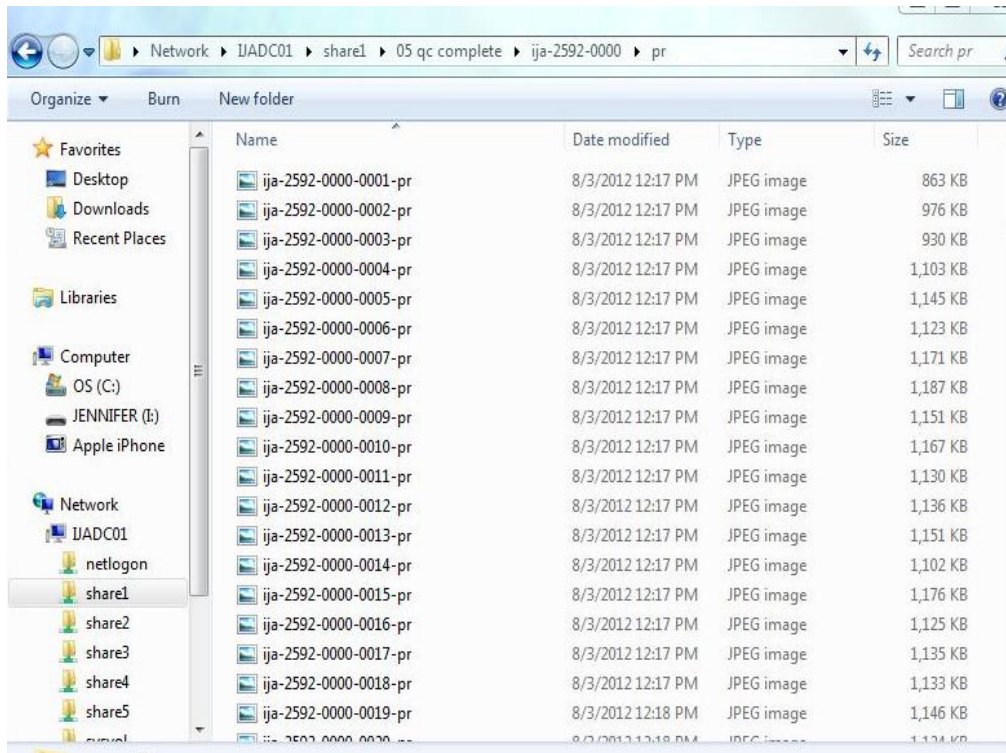 Network ▸ IJADC01 ▸ share1 ▸ 05 qc complete ▸ ija-2592-0000 ▸ pr
Search pr
Organize Burn New folder
Name Date modified Type Size
Favorites
Desktop
Downloads
Recent Places
Libraries
Computer
OS (C:)
JENNIFER (I:)
Apple iPhone
Network
IJADC01
netlogon
share1
share2
share3
share4
share5
sysvol
ija-2592-0000-0001-pr 8/3/2012 12:17 PM JPEG image 863 KB
ija-2592-0000-0002-pr 8/3/2012 12:17 PM JPEG image 976 KB
ija-2592-0000-0003-pr 8/3/2012 12:17 PM JPEG image 930 KB
ija-2592-0000-0004-pr 8/3/2012 12:17 PM JPEG image 1,103 KB
ija-2592-0000-0005-pr 8/3/2012 12:17 PM JPEG image 1,145 KB
ija-2592-0000-0006-pr 8/3/2012 12:17 PM JPEG image 1,123 KB
ija-2592-0000-0007-pr 8/3/2012 12:17 PM JPEG image 1,171 KB
ija-2592-0000-0008-pr 8/3/2012 12:17 PM JPEG image 1,187 KB
ija-2592-0000-0009-pr 8/3/2012 12:17 PM JPEG image 1,151 KB
ija-2592-0000-0010-pr 8/3/2012 12:17 PM JPEG image 1,167 KB
ija-2592-0000-0011-pr 8/3/2012 12:17 PM JPEG image 1,130 KB
ija-2592-0000-0012-pr 8/3/2012 12:17 PM JPEG image 1,136 KB
ija-2592-0000-0013-pr 8/3/2012 12:17 PM JPEG image 1,151 KB
ija-2592-0000-0014-pr 8/3/2012 12:17 PM JPEG image 1,102 KB
ija-2592-0000-0015-pr 8/3/2012 12:17 PM JPEG image 1,176 KB
ija-2592-0000-0016-pr 8/3/2012 12:17 PM JPEG image 1,125 KB
ija-2592-0000-0017-pr 8/3/2012 12:17 PM JPEG image 1,135 KB
ija-2592-0000-0018-pr 8/3/2012 12:17 PM JPEG image 1,133 KB
ija-2592-0000-0019-pr 8/3/2012 12:18 PM JPEG image 1,146 KB
ija-2592-0000-0020-pr 8/3/2012 12:18 PM JPEG image 1,124 KB